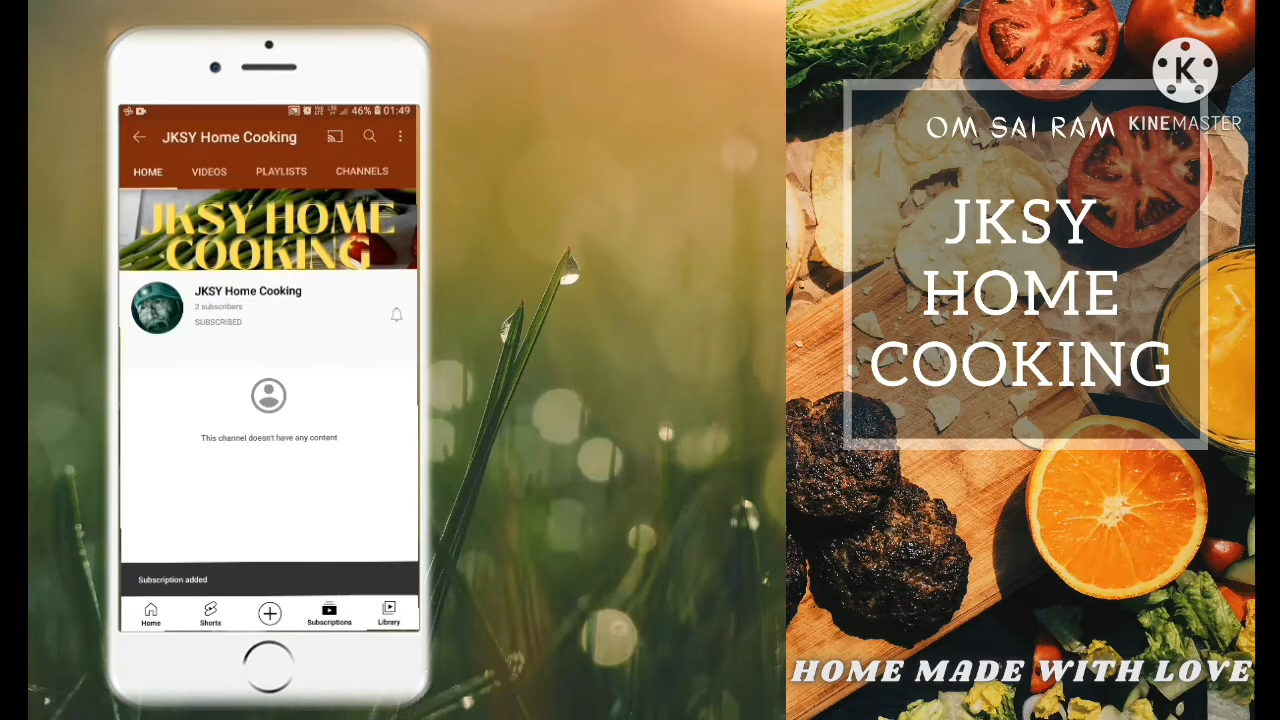 46% 01:49
JKSY Home Cooking
HOME VIDEOS PLAYLISTS CHANNELS
JKSY HOME
COOKING
JKSY Home Cooking
2 subscribers
SUBSCRIBED
This channel doesn't have any content
Subscription added
Home Shorts Subscriptions Library
K
KINEMASTER
OM SAI RAM
JKSY
HOME
COOKING
HOME MADE WITH LOVE